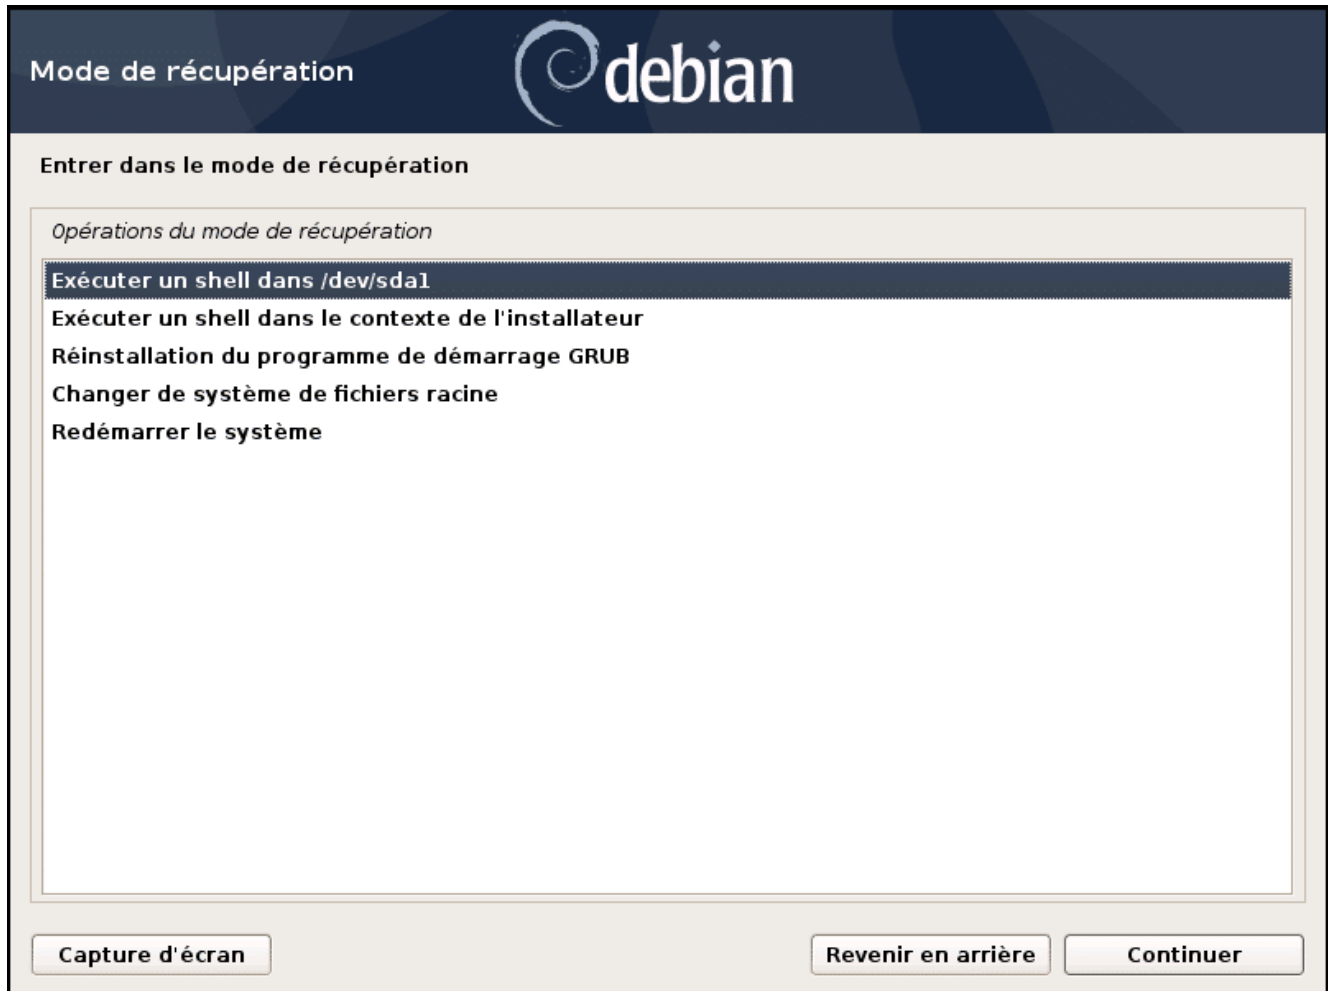 Mode de récupération
debian
Entrer dans le mode de récupération
Opérations du mode de récupération
Exécuter un shell dans /dev/sda1
Exécuter un shell dans le contexte de l'installateur
Réinstallation du programme de démarrage GRUB
Changer de système de fichiers racine
Redémarrer le système
Capture d'écran
Revenir en arrière
Continuer